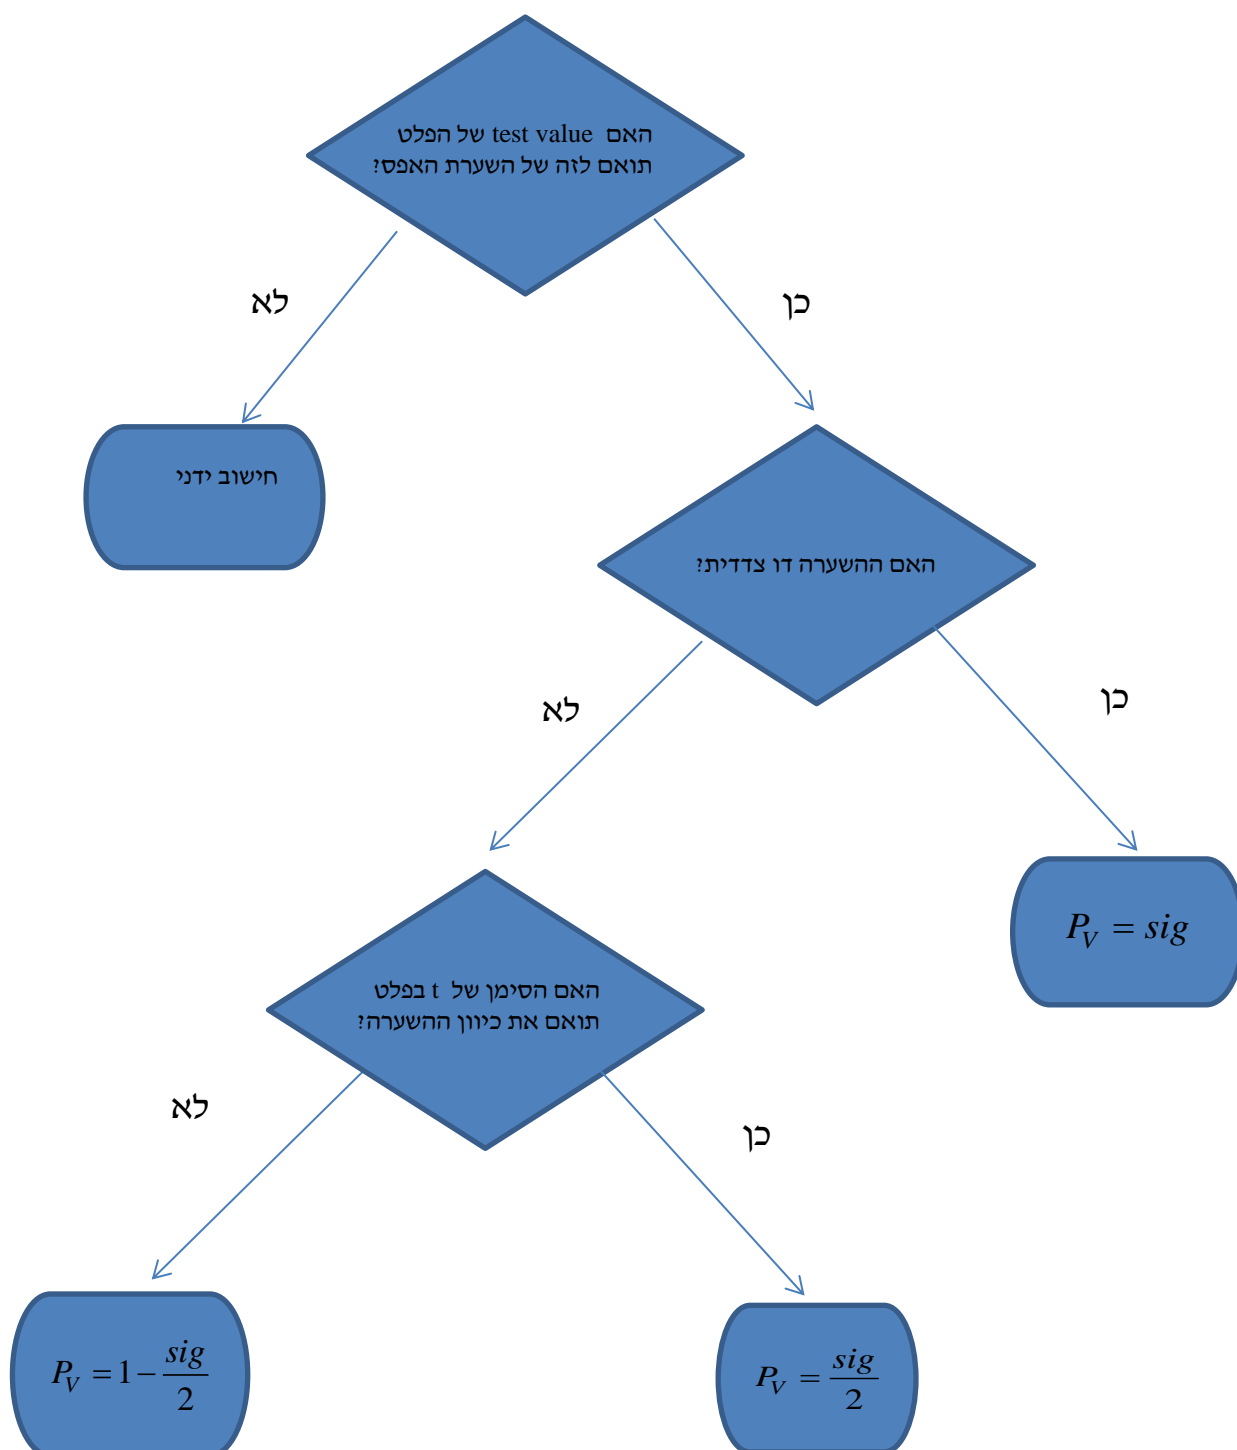 האם test value של הפלט
תואם לזה של השערת האפס?
לא
כן
חישוב ידני
האם ההשערה דו צדדית?
לא
כן
P_V = sig
האם הסימן של t בפלט
תואם את כיוון ההשערה?
לא
כן
P_V = 1 - sig/2
P_V = sig/2